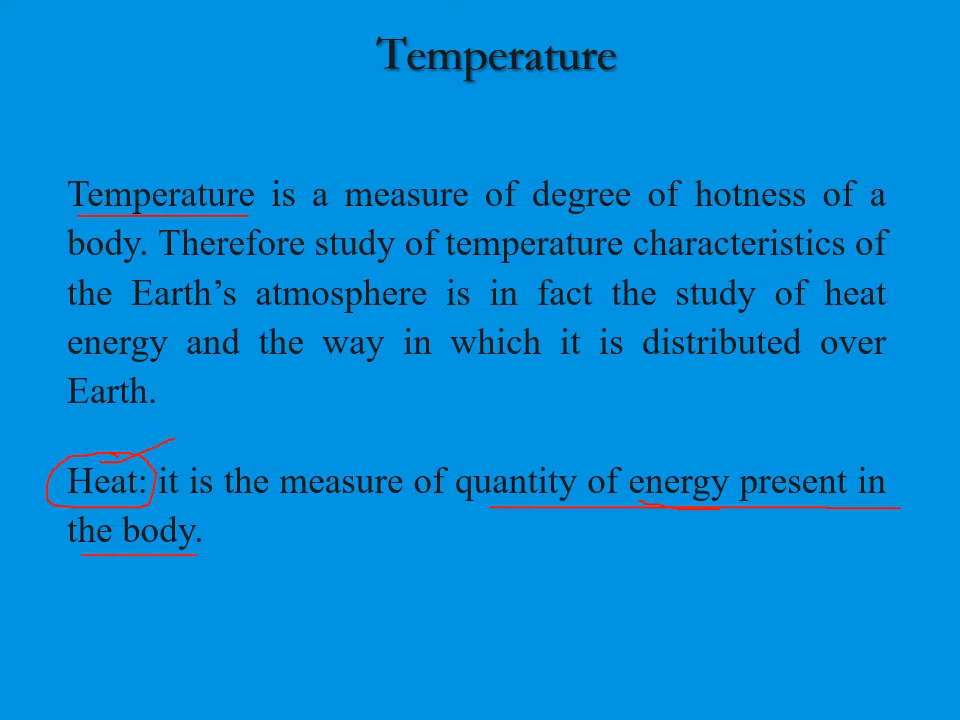 Temperature
Temperature is a measure of degree of hotness of a
body. Therefore study of temperature characteristics of
the Earth’s atmosphere is in fact the study of heat
energy and the way in which it is distributed over
Earth.
Heat: it is the measure of quantity of energy present in
the body.